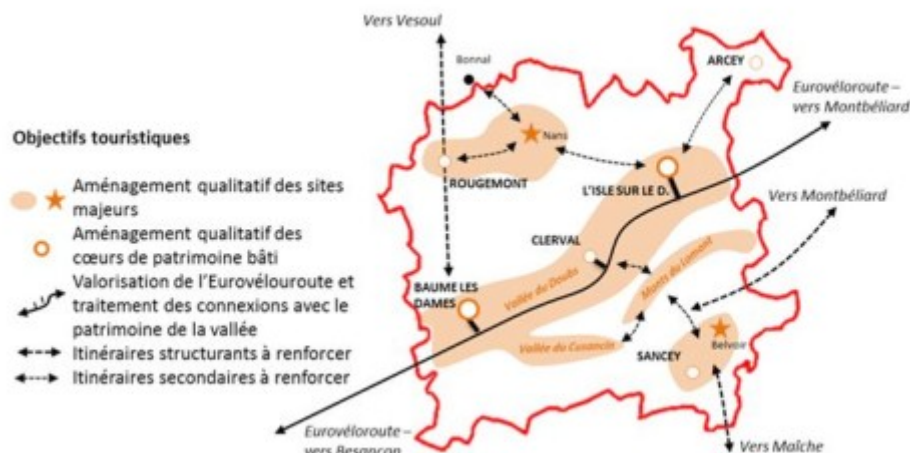 Vers Vesoul
Bonnal
ARCEY
Eurovéloroute –
vers Montbéliard
Objectifs touristiques
Nans
Aménagement qualitatif des sites
majeurs
ROUGEMONT
L'ISLE SUR LE D.
Vers Montbéliard
Aménagement qualitatif des
cœurs de patrimoine bâti
CLERVAL
Monts du Lomont
Valorisation de l'Eurovélouroute et
traitement des connexions avec le
patrimoine de la vallée
BAUME LES
DAMES
Vallée du Doubs
Itinéraires structurants à renforcer
Vallée du Cusancin
Belvoir
SANCEY
Itinéraires secondaires à renforcer
Eurovéloroute –
vers Besançon
Vers Maîche